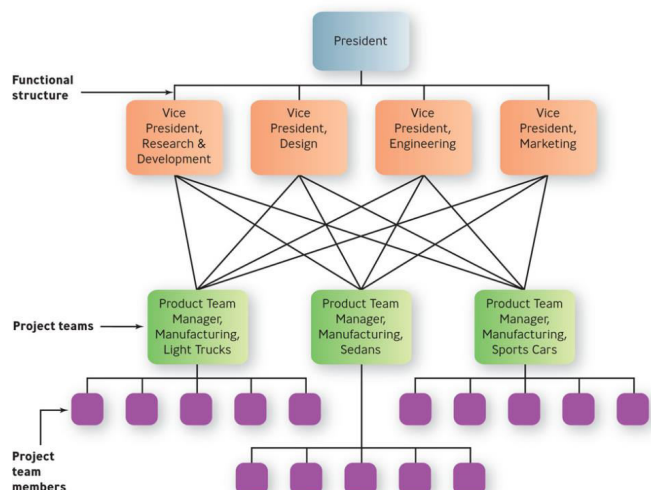 President
Functional
structure
Vice
President,
Research &
Development
Vice
President,
Design
Vice
President,
Engineering
Vice
President,
Marketing
Project teams
Product Team
Manager,
Manufacturing,
Light Trucks
Product Team
Manager,
Manufacturing,
Sedans
Product Team
Manager,
Manufacturing,
Sports Cars
Project
team
members